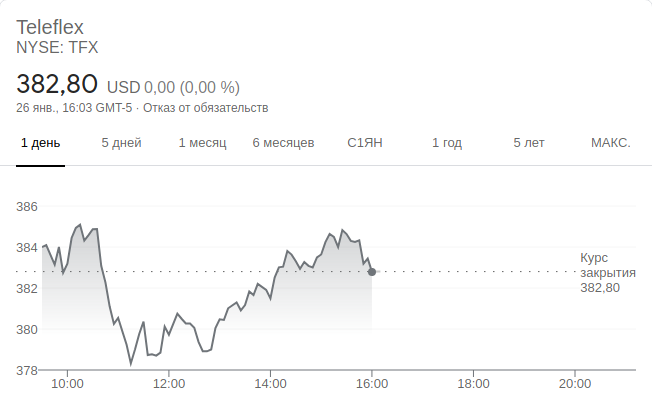 Teleflex
NYSE: TFX
382,80 USD 0,00 (0,00 %)
26 янв., 16:03 GMT-5 · Отказ от обязательств
1 день 5 дней 1 месяц 6 месяцев С1ЯН 1 год 5 лет МАКС.
386
384
382
380
378
Курс
закрытия
382,80
10:00 12:00 14:00 16:00 18:00 20:00